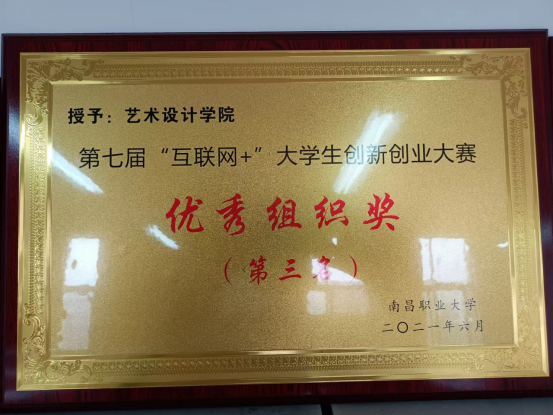 授予：艺术设计学院
第七届“互联网+”大学生创新创业大赛
优秀组织奖
（第三名）
南昌职业大学
二〇二一年六月